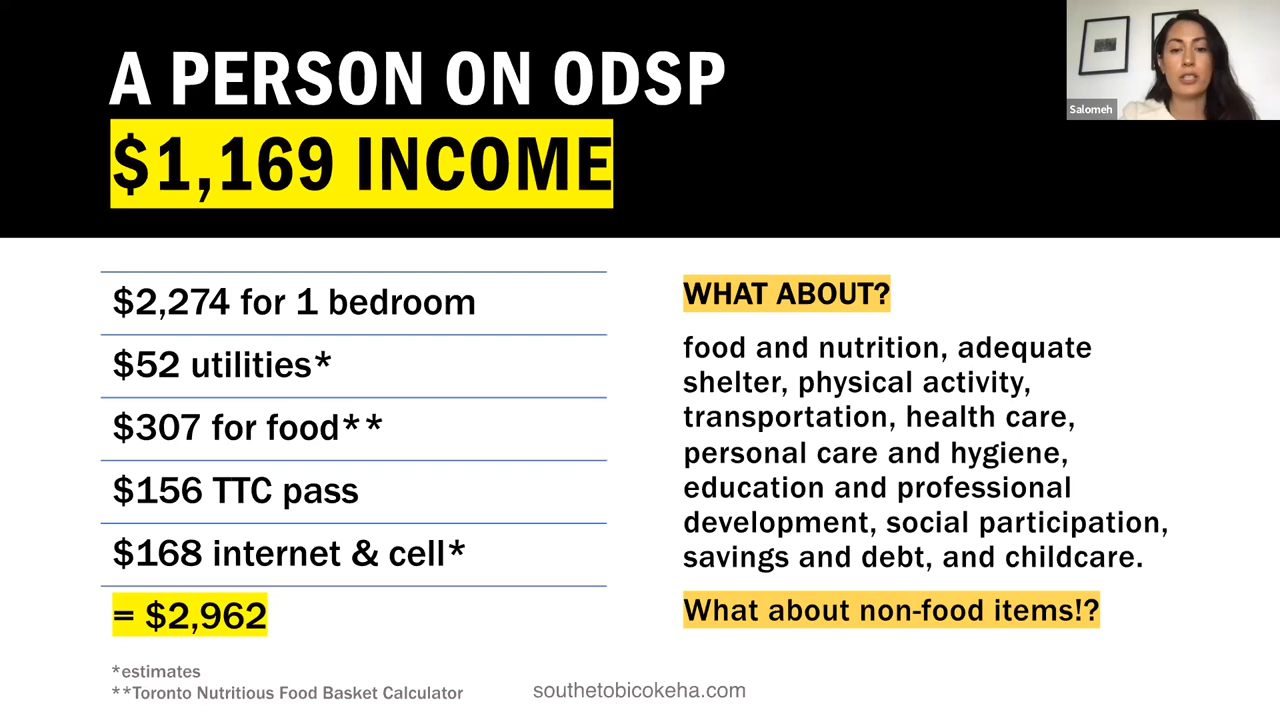 A PERSON ON ODSP
$1,169 INCOME
Salomeh
$2,274 for 1 bedroom
$52 utilities*
$307 for food**
$156 TTC pass
$168 internet & cell*
= $2,962
*estimates
**Toronto Nutritious Food Basket Calculator
WHAT ABOUT?
food and nutrition, adequate
shelter, physical activity,
transportation, health care,
personal care and hygiene,
education and professional
development, social participation,
savings and debt, and childcare.
What about non-food items!?
southetobicokeha.com